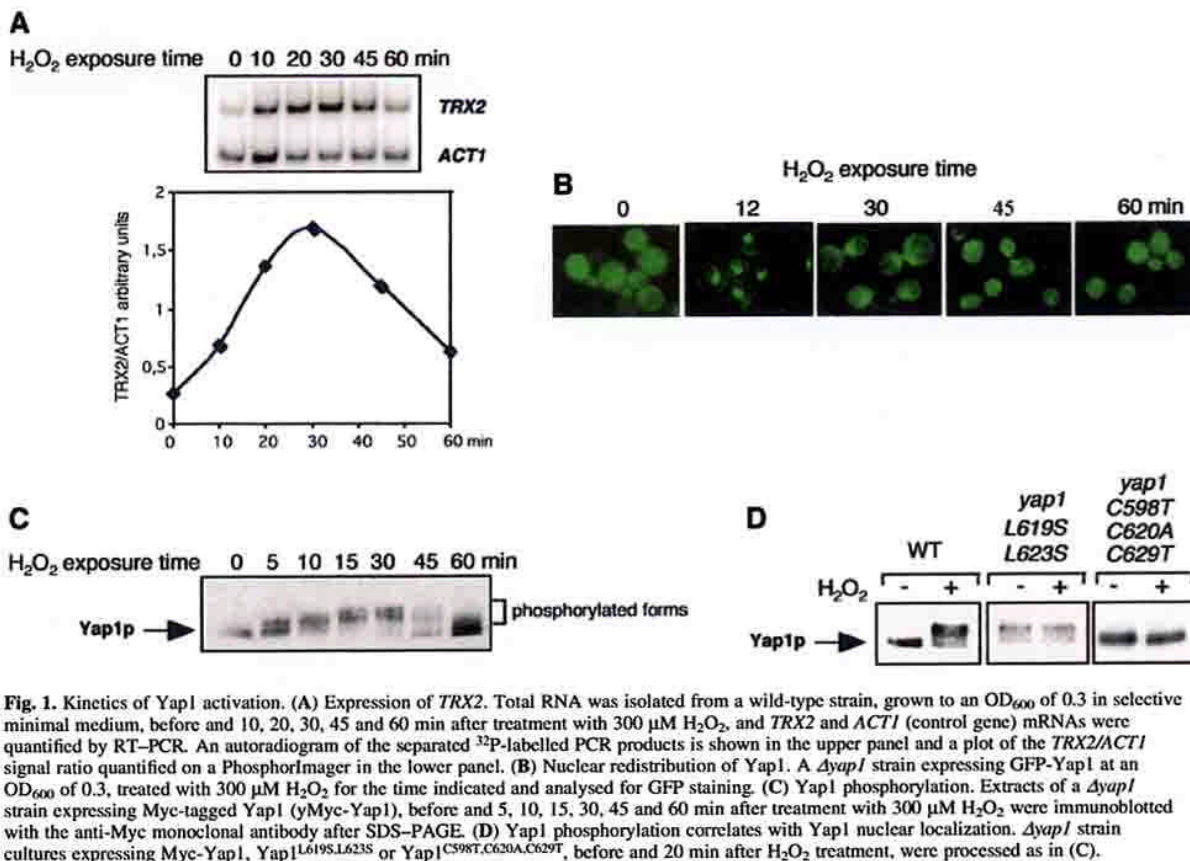 A
H₂O₂ exposure time 0 10 20 30 45 60 min
TRX2
ACT1
TRX2/ACT1 arbitrary units
2
1,5
1
0,5
0
0 10 20 30 40 50 60 min
B
H₂O₂ exposure time
0 12 30 45 60 min
C
H₂O₂ exposure time 0 5 10 15 30 45 60 min
phosphorylated forms
Yap1p
D
WT
yap1
L619S
L623S
yap1
C598T
C620A
C629T
H₂O₂ - + - + - +
Yap1p
Fig. 1. Kinetics of Yap1 activation. (A) Expression of TRX2. Total RNA was isolated from a wild-type strain, grown to an OD₆₀₀ of 0.3 in selective
minimal medium, before and 10, 20, 30, 45 and 60 min after treatment with 300 μM H₂O₂, and TRX2 and ACT1 (control gene) mRNAs were
quantified by RT–PCR. An autoradiogram of the separated ³²P-labelled PCR products is shown in the upper panel and a plot of the TRX2/ACT1
signal ratio quantified on a PhosphorImager in the lower panel. (B) Nuclear redistribution of Yap1. A Δyap1 strain expressing GFP-Yap1 at an
OD₆₀₀ of 0.3, treated with 300 μM H₂O₂ for the time indicated and analysed for GFP staining. (C) Yap1 phosphorylation. Extracts of a Δyap1
strain expressing Myc-tagged Yap1 (yMyc-Yap1), before and 5, 10, 15, 30, 45 and 60 min after treatment with 300 μM H₂O₂ were immunoblotted
with the anti-Myc monoclonal antibody after SDS–PAGE. (D) Yap1 phosphorylation correlates with Yap1 nuclear localization. Δyap1 strain
cultures expressing Myc-Yap1, Yap1ᴸ⁶¹⁹ˢ,ᴸ⁶²³ˢ or Yap1ᶜ⁵⁹⁸ᵀ,ᶜ⁶²⁰ᴬ,ᶜ⁶²⁹ᵀ, before and 20 min after H₂O₂ treatment, were processed as in (C).